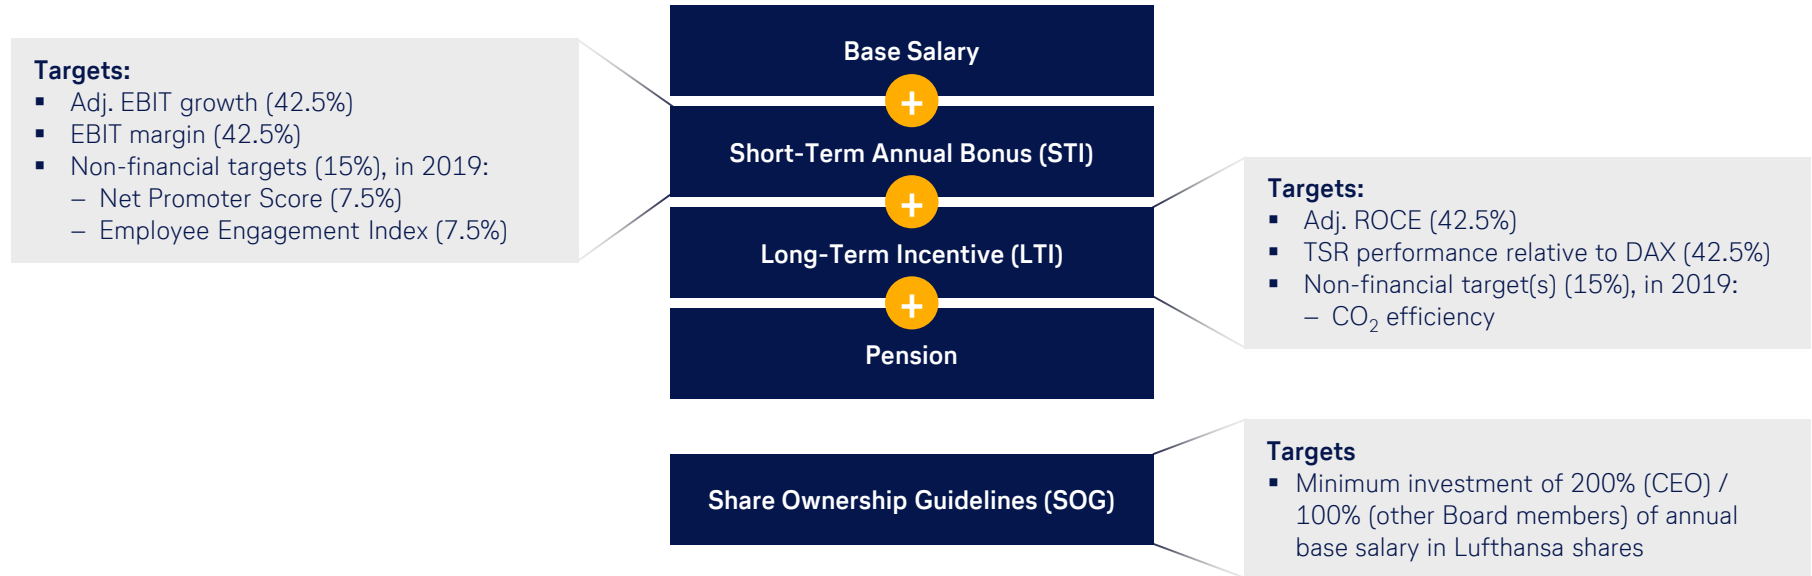 Targets:
▪ Adj. EBIT growth (42.5%)
▪ EBIT margin (42.5%)
▪ Non-financial targets (15%), in 2019:
– Net Promoter Score (7.5%)
– Employee Engagement Index (7.5%)
Base Salary
+
Short-Term Annual Bonus (STI)
+
Long-Term Incentive (LTI)
+
Pension
Targets:
▪ Adj. ROCE (42.5%)
▪ TSR performance relative to DAX (42.5%)
▪ Non-financial target(s) (15%), in 2019:
– CO₂ efficiency
Share Ownership Guidelines (SOG)
Targets
▪ Minimum investment of 200% (CEO) /
100% (other Board members) of annual
base salary in Lufthansa shares